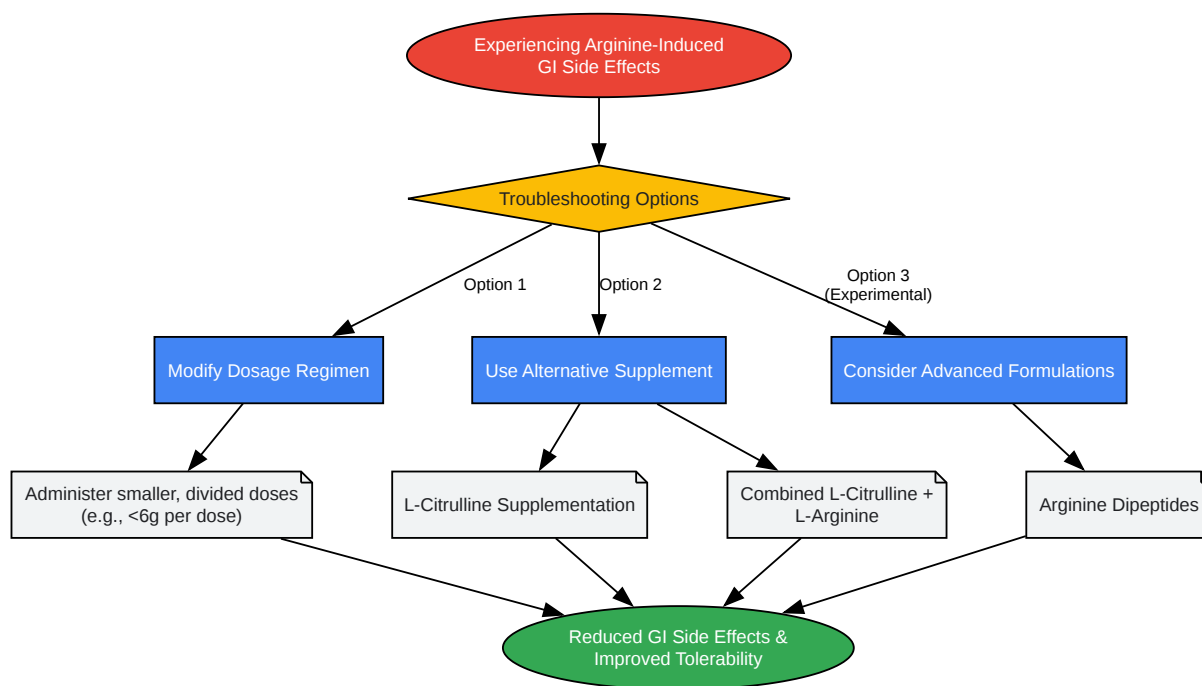 Experiencing Arginine-Induced
GI Side Effects
Troubleshooting Options
Option 1
Option 2
Option 3
(Experimental)
Modify Dosage Regimen
Use Alternative Supplement
Consider Advanced Formulations
Administer smaller, divided doses
(e.g., <6g per dose)
L-Citrulline Supplementation
Combined L-Citrulline +
L-Arginine
Arginine Dipeptides
Reduced GI Side Effects &
Improved Tolerability